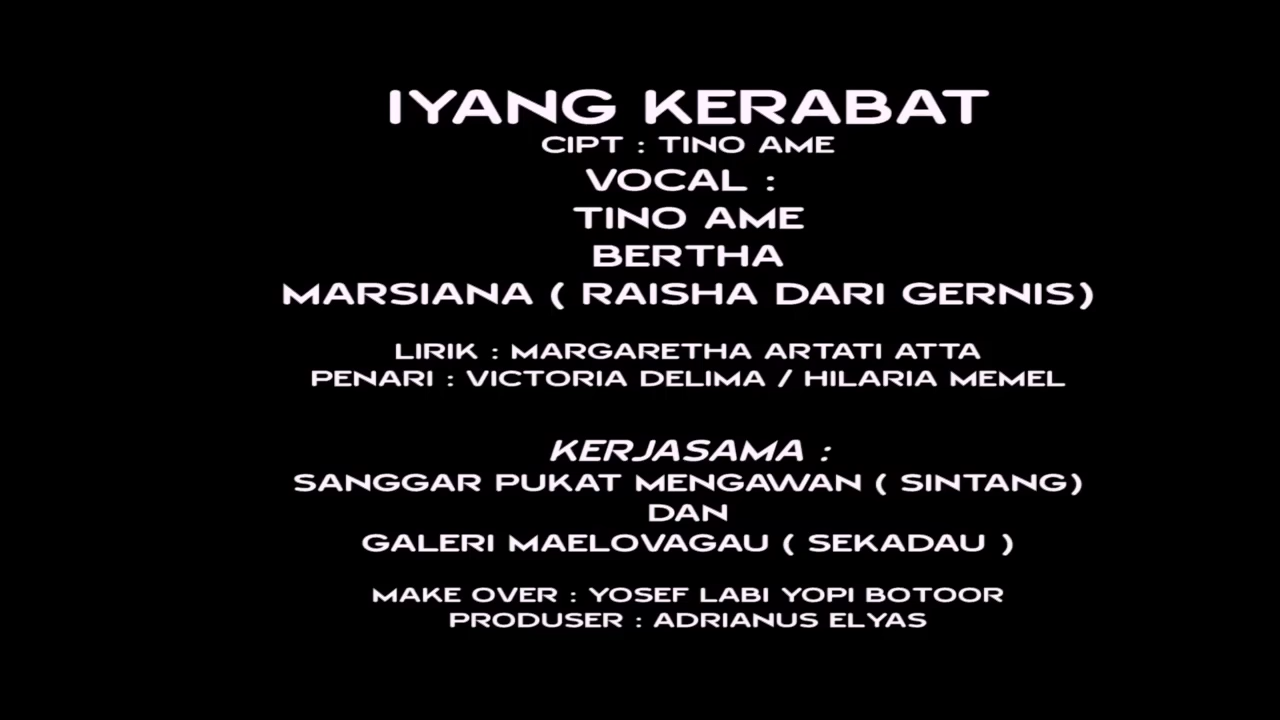 IYANG KERABAT
CIPT : TINO AME
VOCAL :
TINO AME
BERTHA
MARSIANA ( RAISHA DARI GERNIS)
LIRIK : MARGARETHA ARTATI ATTA
PENARI : VICTORIA DELIMA / HILARIA MEMEL
KERJASAMA :
SANGGAR PUKAT MENGAWAN ( SINTANG)
DAN
GALERI MAELOVAGAU ( SEKADAU )
MAKE OVER : YOSEF LABI YOPI BOTOOR
PRODUSER : ADRIANUS ELYAS